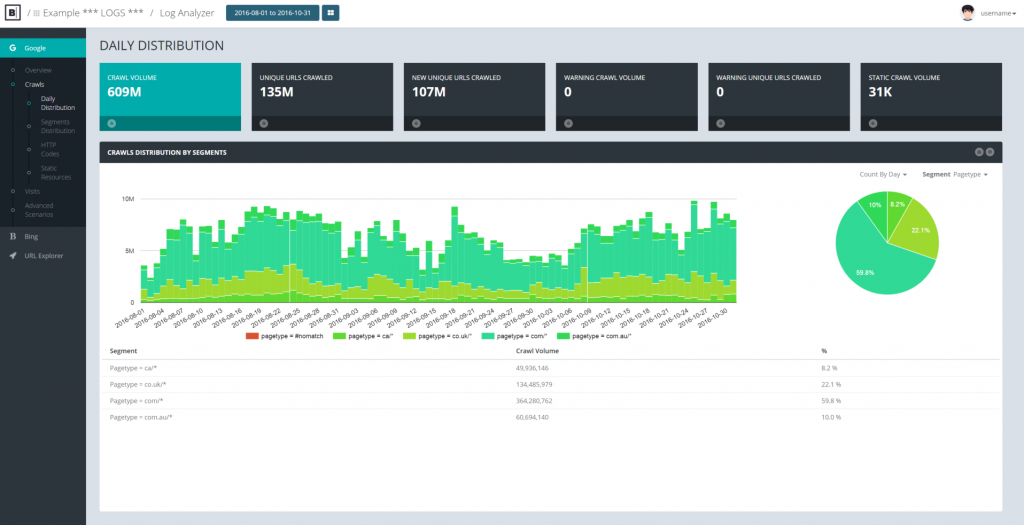 B / Example *** LOGS *** / Log Analyzer 2016-08-01 to 2016-10-31 username
G Google
Overview
Crawls
Daily
Distribution
Segments
Distribution
HTTP
Codes
Static
Resources
Visits
Advanced
Scenarios
B Bing
URL Explorer
DAILY DISTRIBUTION
CRAWL VOLUME
609M
UNIQUE URLS CRAWLED
135M
NEW UNIQUE URLS CRAWLED
107M
WARNING CRAWL VOLUME
0
WARNING UNIQUE URLS CRAWLED
0
STATIC CRAWL VOLUME
31K
CRAWLS DISTRIBUTION BY SEGMENTS
Count By Day Segment Pagetype
10M
5M
0
2016-08-01 2016-08-04 2016-08-07 2016-08-10 2016-08-13 2016-08-16 2016-08-19 2016-08-22 2016-08-25 2016-08-28 2016-08-31 2016-09-03 2016-09-06 2016-09-09 2016-09-12 2016-09-15 2016-09-18 2016-09-21 2016-09-24 2016-09-27 2016-09-30 2016-10-03 2016-10-06 2016-10-09 2016-10-12 2016-10-15 2016-10-18 2016-10-21 2016-10-24 2016-10-27 2016-10-30
pagetype = #nomatch pagetype = ca/* pagetype = co.uk/* pagetype = com/* pagetype = com.au/*
10% 8.2%
22.1%
59.8%
Segment Crawl Volume %
Pagetype = ca/* 49,936,146 8.2 %
Pagetype = co.uk/* 134,485,979 22.1 %
Pagetype = com/* 364,280,762 59.8 %
Pagetype = com.au/* 60,694,140 10.0 %